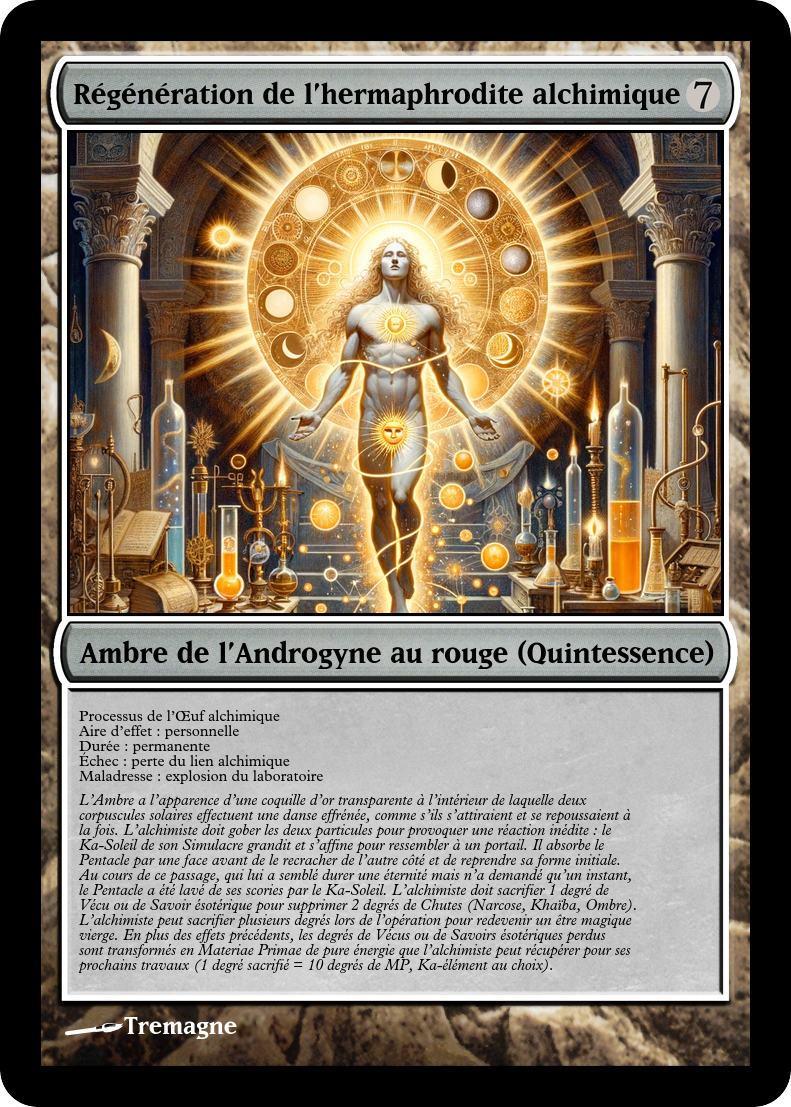 Régénération de l'hermaphrodite alchimique 7
Ambre de l'Androgyne au rouge (Quintessence)
Processus de l'Œuf alchimique
Aire d'effet : personnelle
Durée : permanente
Échec : perte du lien alchimique
Maladresse : explosion du laboratoire
L'Ambre a l'apparence d'une coquille d'or transparente à l'intérieur de laquelle deux
corpuscules solaires effectuent une danse effrénée, comme s'ils s'attiraient et se repoussaient à
la fois. L'alchimiste doit gober les deux particules pour provoquer une réaction inédite : le
Ka-Soleil de son Simulacre grandit et s'affine pour ressembler à un portail. Il absorbe le
Pentacle par une face avant de le recracher de l'autre côté et de reprendre sa forme initiale.
Au cours de ce passage, qui lui a semblé durer une éternité mais n'a demandé qu'un instant,
le Pentacle a été lavé de ses scories par le Ka-Soleil. L'alchimiste doit sacrifier 1 degré de
Vécu ou de Savoir ésotérique pour supprimer 2 degrés de Chutes (Narcose, Khaïba, Ombre).
L'alchimiste peut sacrifier plusieurs degrés lors de l'opération pour redevenir un être magique
vierge. En plus des effets précédents, les degrés de Vécus ou de Savoirs ésotériques perdus
sont transformés en Materiae Primae de pure énergie que l'alchimiste peut récupérer pour ses
prochains travaux (1 degré sacrifié = 10 degrés de MP, Ka-élément au choix).
Tremagne